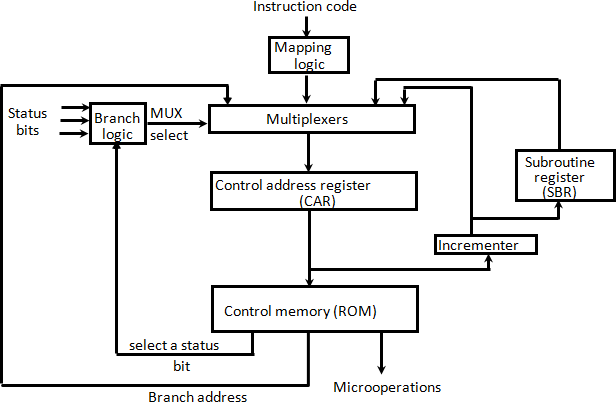 Instruction code
Mapping
logic
Status
bits
Branch
logic
MUX
select
Multiplexers
Control address register
(CAR)
Subroutine
register
(SBR)
Incrementer
Control memory (ROM)
select a status
bit
Branch address
Microoperations